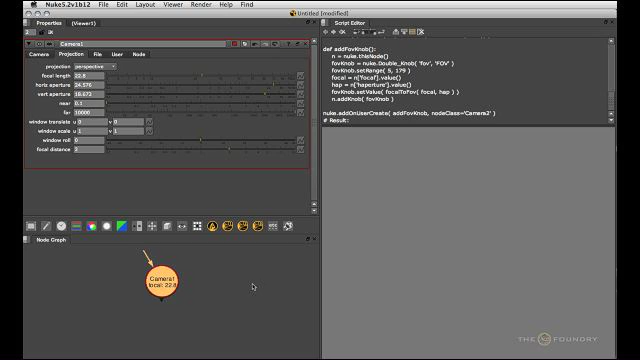 Nuke5.2v1b12 File Edit Layout Viewer Render Help
Untitled [modified]
Properties
Script Editor
2
Camera1
Camera Projection File User Node
projection perspective
focal length 22.8
horiz aperture 24.576
vert aperture 18.672
near 0.1
far 10000
window translate u 0 v 0
window scale u 1 v 1
window roll 0
focal distance 2
def addFovKnob():
n = nuke.thisNode()
fovKnob = nuke.Double_Knob( 'fov', 'FOV' )
fovKnob.setRange( 5, 179 )
focal = n['focal'].value()
hap = n['haperture'].value()
fovKnob.setValue( focalToFov( focal, hap ) )
n.addKnob( fovKnob )
nuke.addOnUserCreate( addFovKnob, nodeClass='Camera2' )
# Result:
Node Graph
Camera1
focal: 22.8
THE FOUNDRY